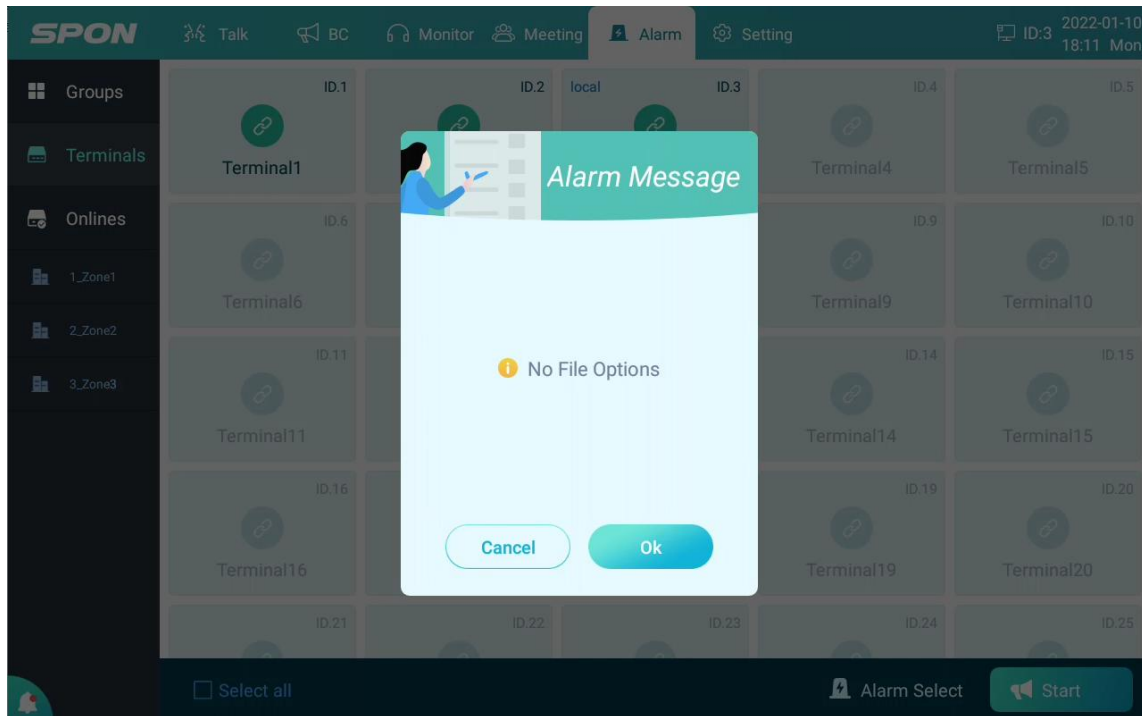 SPON
Talk
BC
Monitor
Meeting
Alarm
Setting
ID:3
2022-01-10
18:11 Mon
Groups
Terminals
Onlines
1_Zone1
2_Zone2
3_Zone3
ID.1
Terminal1
ID.2
local
ID.3
ID.4
Terminal4
ID.5
Terminal5
ID.6
Terminal6
ID.9
Terminal9
ID.10
Terminal10
ID.11
Terminal11
ID.14
Terminal14
ID.15
Terminal15
ID.16
Terminal16
ID.19
Terminal19
ID.20
Terminal20
ID.21
ID.22
ID.23
ID.24
ID.25
Alarm Message
No File Options
Cancel
Ok
Select all
Alarm Select
Start